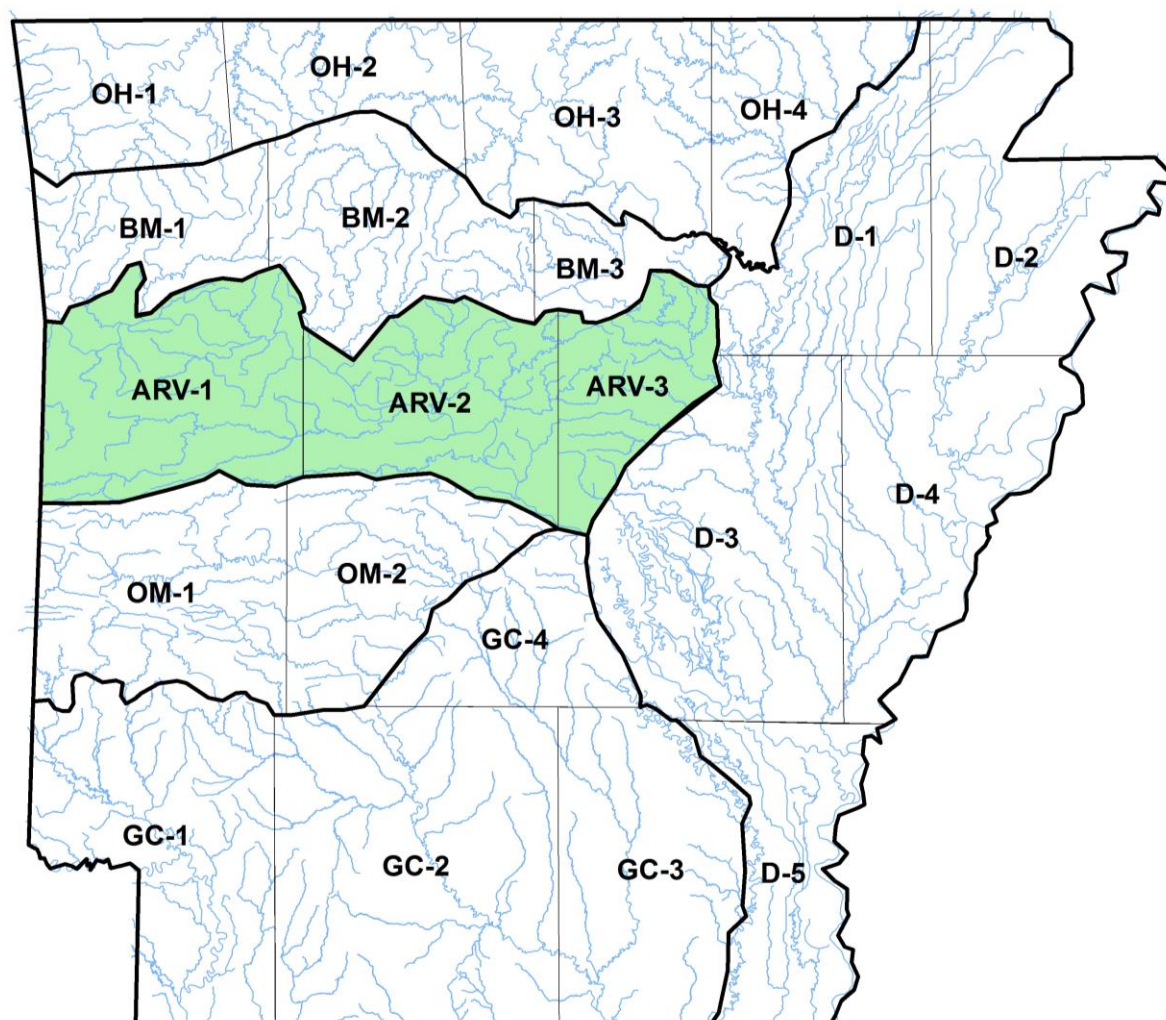 OH-1
OH-2
OH-3
OH-4
BM-1
BM-2
BM-3
D-1
D-2
ARV-1
ARV-2
ARV-3
D-3
D-4
OM-1
OM-2
GC-4
GC-1
GC-2
GC-3
D-5